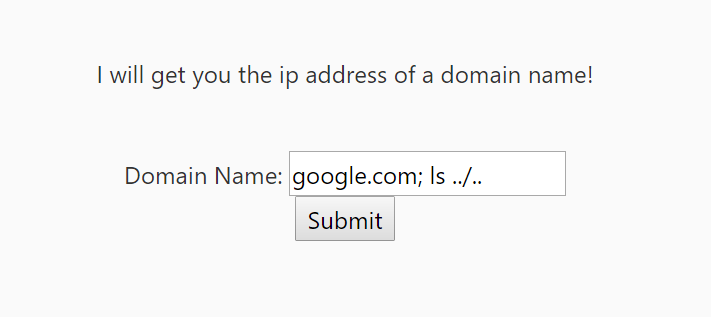 I will get you the ip address of a domain name!
Domain Name: google.com; ls ../..
Submit